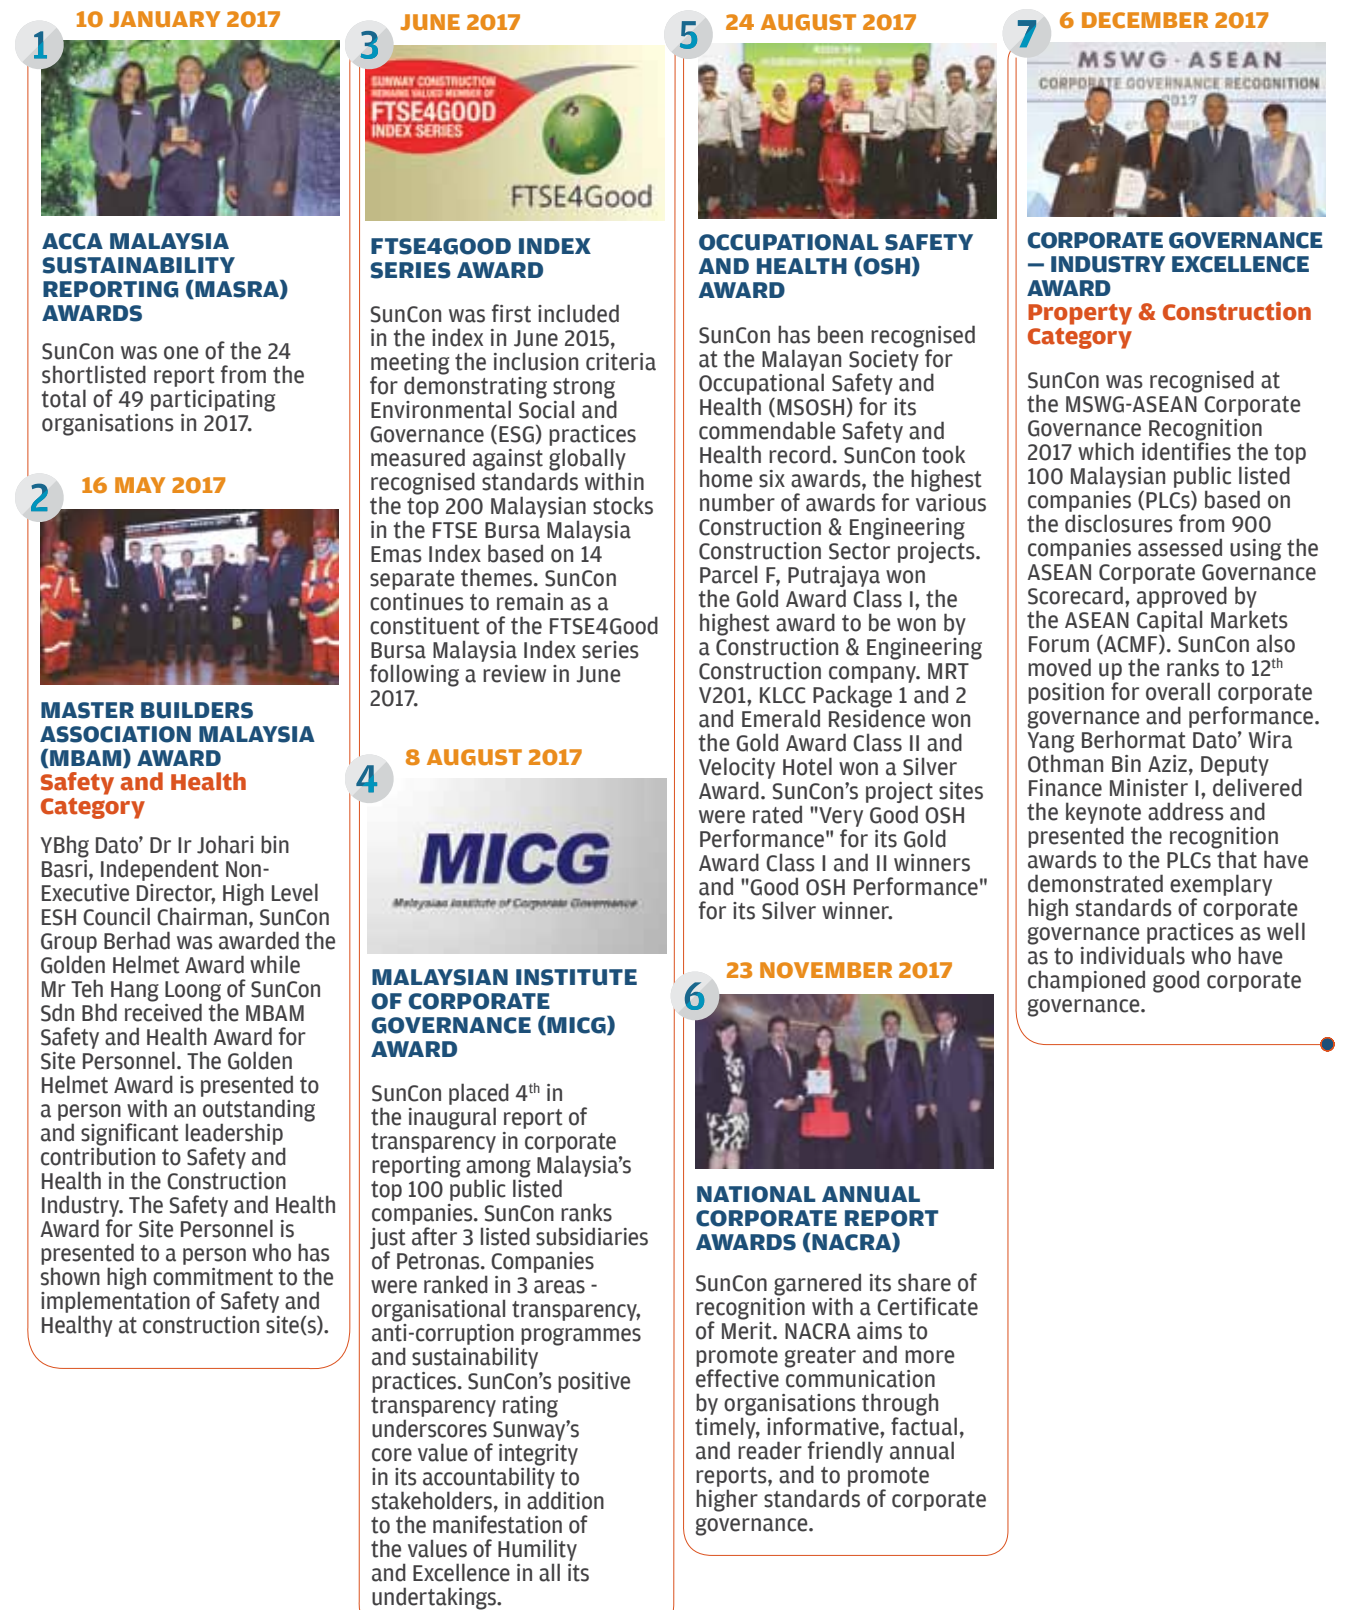 10 JANUARY 2017
1
ACCA MALAYSIA
SUSTAINABILITY
REPORTING (MASRA)
AWARDS
SunCon was one of the 24
shortlisted report from the
total of 49 participating
organisations in 2017.
16 MAY 2017
2
MASTER BUILDERS
ASSOCIATION MALAYSIA
(MBAM) AWARD
Safety and Health
Category
YBhg Dato’ Dr Ir Johari bin
Basri, Independent Non-
Executive Director, High Level
ESH Council Chairman, SunCon
Group Berhad was awarded the
Golden Helmet Award while
Mr Teh Hang Loong of SunCon
Sdn Bhd received the MBAM
Safety and Health Award for
Site Personnel. The Golden
Helmet Award is presented to
a person with an outstanding
and significant leadership
contribution to Safety and
Health in the Construction
Industry. The Safety and Health
Award for Site Personnel is
presented to a person who has
shown high commitment to the
implementation of Safety and
Healthy at construction site(s).
JUNE 2017
3
SUNWAY CONSTRUCTION
REMAINS VALUED MEMBER OF
FTSE4GOOD
INDEX SERIES
FTSE4Good
FTSE4GOOD INDEX
SERIES AWARD
SunCon was first included
in the index in June 2015,
meeting the inclusion criteria
for demonstrating strong
Environmental Social and
Governance (ESG) practices
measured against globally
recognised standards within
the top 200 Malaysian stocks
in the FTSE Bursa Malaysia
Emas Index based on 14
separate themes. SunCon
continues to remain as a
constituent of the FTSE4Good
Bursa Malaysia Index series
following a review in June
2017.
8 AUGUST 2017
4
MICG
Malaysian Institute of Corporate Governance
MALAYSIAN INSTITUTE
OF CORPORATE
GOVERNANCE (MICG)
AWARD
SunCon placed 4th in
the inaugural report of
transparency in corporate
reporting among Malaysia’s
top 100 public listed
companies. SunCon ranks
just after 3 listed subsidiaries
of Petronas. Companies
were ranked in 3 areas -
organisational transparency,
anti-corruption programmes
and sustainability
practices. SunCon’s positive
transparency rating
underscores Sunway’s
core value of integrity
in its accountability to
stakeholders, in addition
to the manifestation of
the values of Humility
and Excellence in all its
undertakings.
24 AUGUST 2017
5
OCCUPATIONAL SAFETY
AND HEALTH (OSH)
AWARD
SunCon has been recognised
at the Malayan Society for
Occupational Safety and
Health (MSOSH) for its
commendable Safety and
Health record. SunCon took
home six awards, the highest
number of awards for various
Construction & Engineering
Construction Sector projects.
Parcel F, Putrajaya won
the Gold Award Class I, the
highest award to be won by
a Construction & Engineering
Construction company. MRT
V201, KLCC Package 1 and 2
and Emerald Residence won
the Gold Award Class II and
Velocity Hotel won a Silver
Award. SunCon’s project sites
were rated "Very Good OSH
Performance" for its Gold
Award Class I and II winners
and "Good OSH Performance"
for its Silver winner.
23 NOVEMBER 2017
6
NATIONAL ANNUAL
CORPORATE REPORT
AWARDS (NACRA)
SunCon garnered its share of
recognition with a Certificate
of Merit. NACRA aims to
promote greater and more
effective communication
by organisations through
timely, informative, factual,
and reader friendly annual
reports, and to promote
higher standards of corporate
governance.
6 DECEMBER 2017
7
MSWG - ASEAN
CORPORATE GOVERNANCE RECOGNITION
2017
CORPORATE GOVERNANCE
– INDUSTRY EXCELLENCE
AWARD
Property & Construction
Category
SunCon was recognised at
the MSWG-ASEAN Corporate
Governance Recognition
2017 which identifies the top
100 Malaysian public listed
companies (PLCs) based on
the disclosures from 900
companies assessed using the
ASEAN Corporate Governance
Scorecard, approved by
the ASEAN Capital Markets
Forum (ACMF). SunCon also
moved up the ranks to 12th
position for overall corporate
governance and performance.
Yang Berhormat Dato’ Wira
Othman Bin Aziz, Deputy
Finance Minister I, delivered
the keynote address and
presented the recognition
awards to the PLCs that have
demonstrated exemplary
high standards of corporate
governance practices as well
as to individuals who have
championed good corporate
governance.